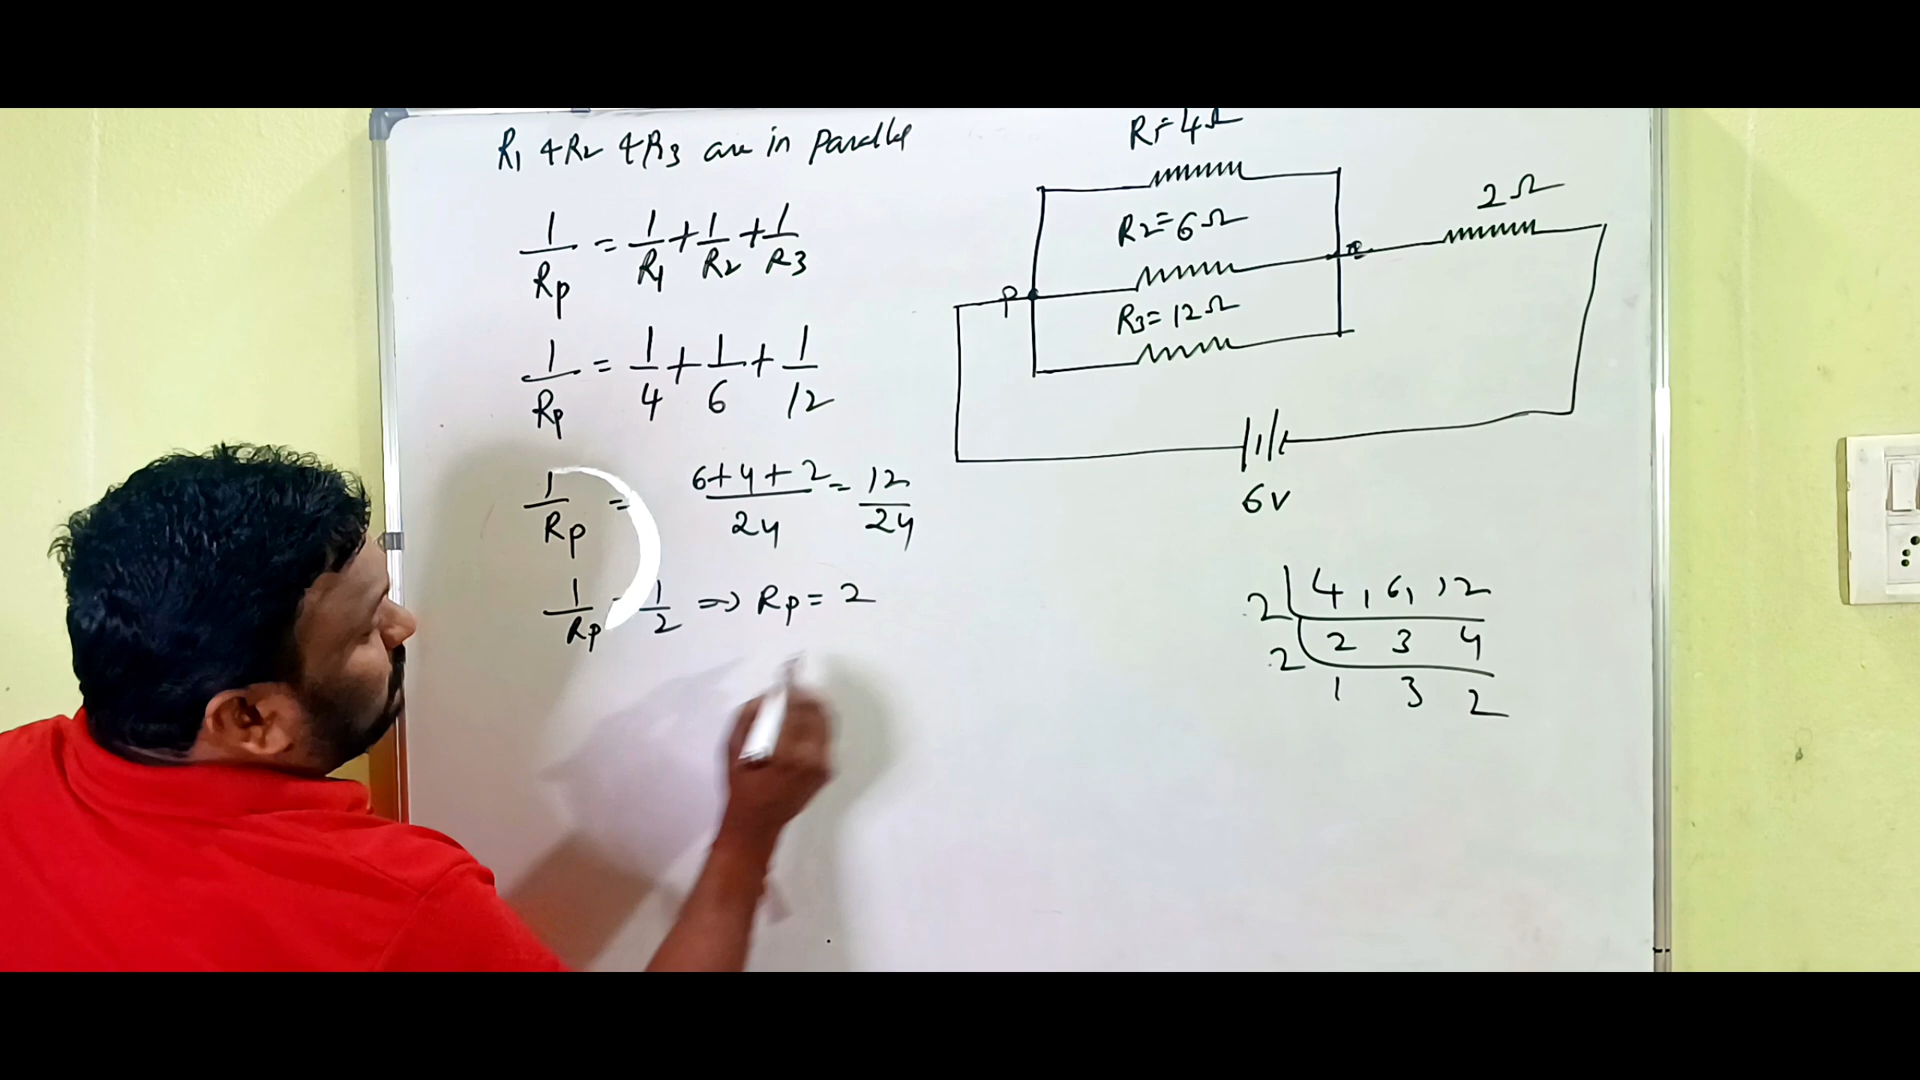 R1 & R2 & R3 are in Parallel
1/Rp = 1/R1 + 1/R2 + 1/R3
1/Rp = 1/4 + 1/6 + 1/12
1/Rp = 6+4+2/24 = 12/24
1/Rp = 1/2 => Rp = 2
R1=4Ω
R2=6Ω
R3=12Ω
P
2Ω
6V
2 | 4, 6, 12
2 | 2 3 4
1 3 2